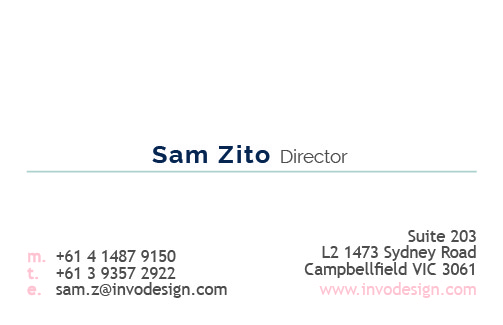 Sam Zito Director
m. +61 4 1487 9150
t. +61 3 9357 2922
e. sam.z@invodesign.com
Suite 203
L2 1473 Sydney Road
Campbellfield VIC 3061
www.invodesign.com